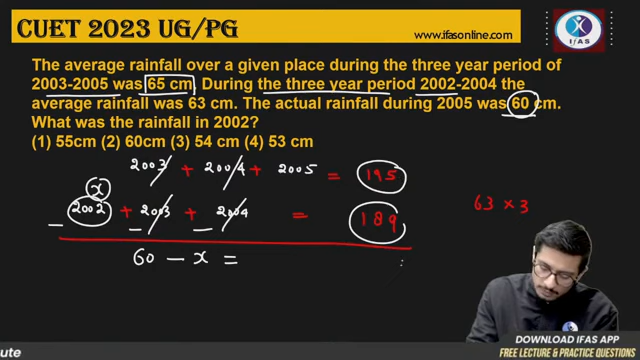 CUET 2023 UG/PG
www.ifasonline.com
iFAS
The average rainfall over a given place during the three year period of
2003-2005 was 65 cm. During the three year period 2002-2004 the
average rainfall was 63 cm. The actual rainfall during 2005 was 60 cm.
What was the rainfall in 2002?
(1) 55cm (2) 60cm (3) 54 cm (4) 53 cm
2003 + 2004 + 2005 = 195
x
2002 + 2003 + 2004 = 189
63 × 3
60 - x =
DOWNLOAD IFAS APP
FREE LECTURE & PRACTICE QUESTIONS
ute